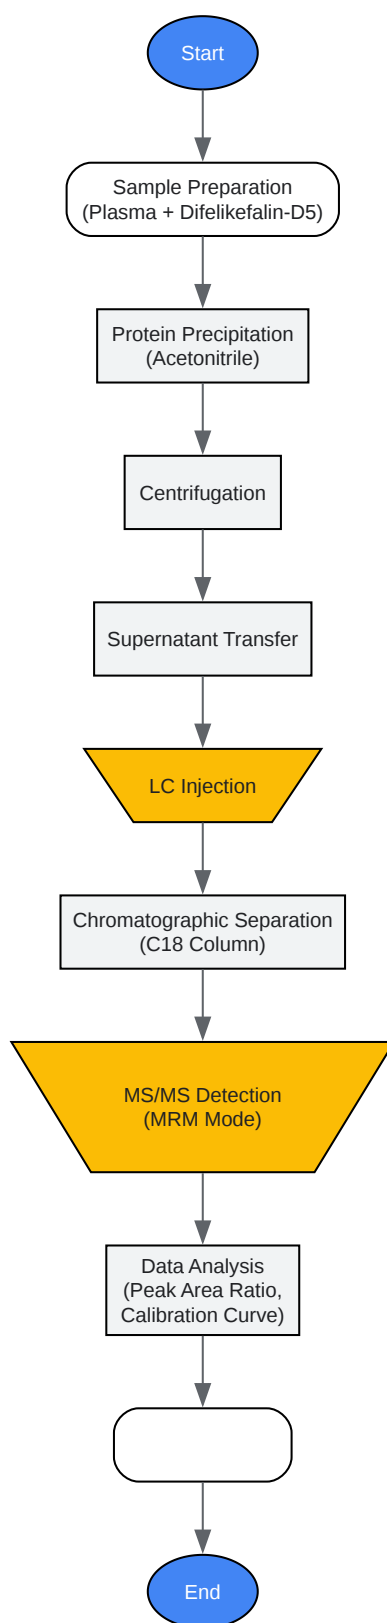 Start
Sample Preparation
(Plasma + Difelikefalin-D5)
Protein Precipitation
(Acetonitrile)
Centrifugation
Supernatant Transfer
LC Injection
Chromatographic Separation
(C18 Column)
MS/MS Detection
(MRM Mode)
Data Analysis
(Peak Area Ratio,
Calibration Curve)
End